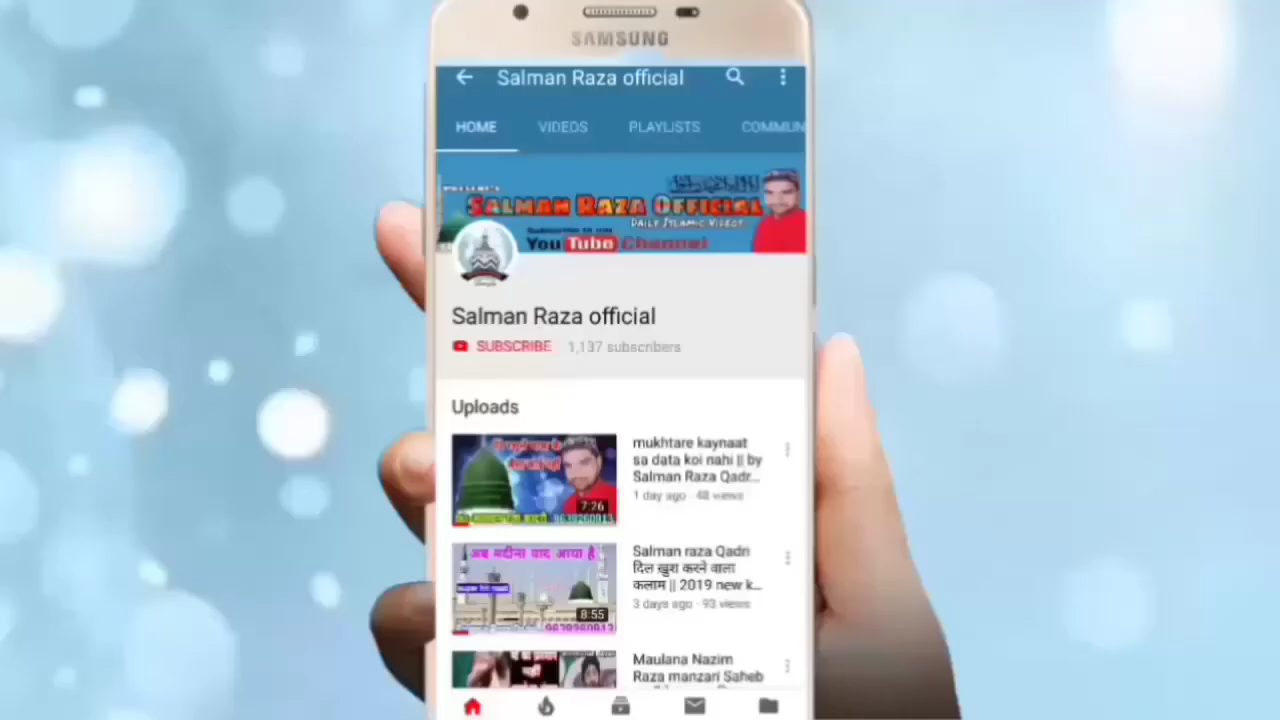 SAMSUNG
Salman Raza official
HOME VIDEOS PLAYLISTS COMMUN
SALMAN RAZA OFFICIAL
DAILY ISLAMIC VIDEOS
YouTube Channel
Salman Raza official
SUBSCRIBE 1,137 subscribers
Uploads
mukhtare kaynaat
sa data koi nahi || by
Salman Raza Qadr...
1 day ago · 48 views
7:26
अब मदीना याद आया है
8:55
Salman raza Qadri
दिल खुश करने वाला
कलाम || 2019 new k...
3 days ago · 93 views
Maulana Nazim
Raza manzari Saheb